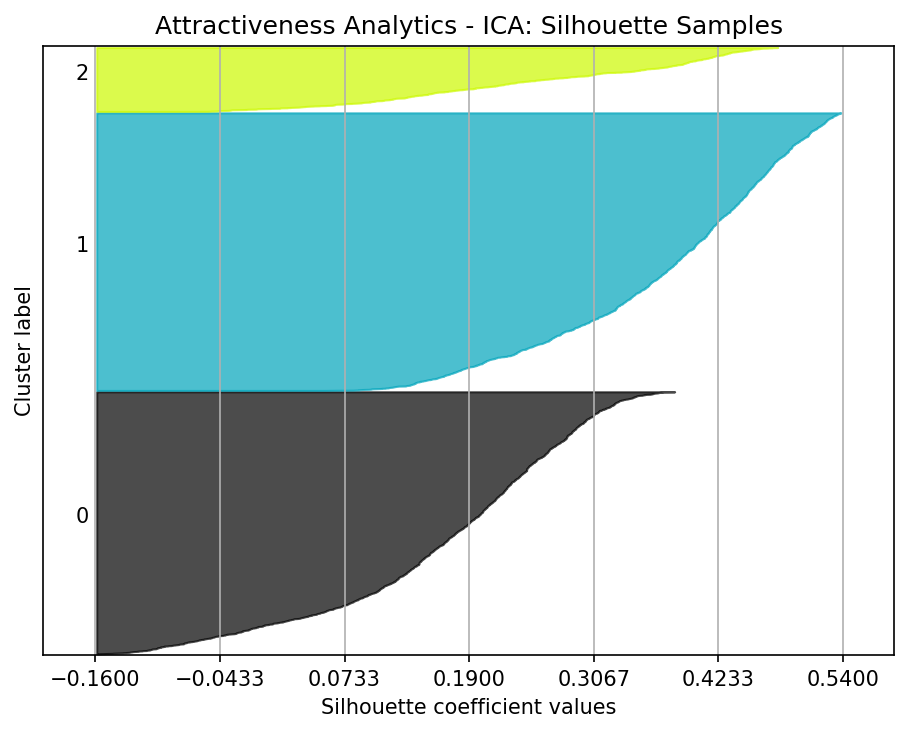 Attractiveness Analytics - ICA: Silhouette Samples
2
1
0
Cluster label
−0.1600 −0.0433 0.0733 0.1900 0.3067 0.4233 0.5400
Silhouette coefficient values